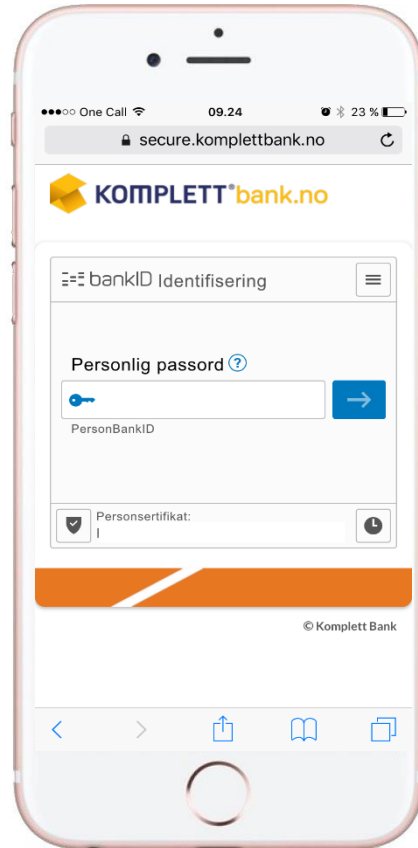 One Call 09.24 23 %
secure.komplettbank.no
KOMPLETT®bank.no
bankID Identifisering
Personlig passord ?
PersonBankID
Personsertifikat:
© Komplett Bank